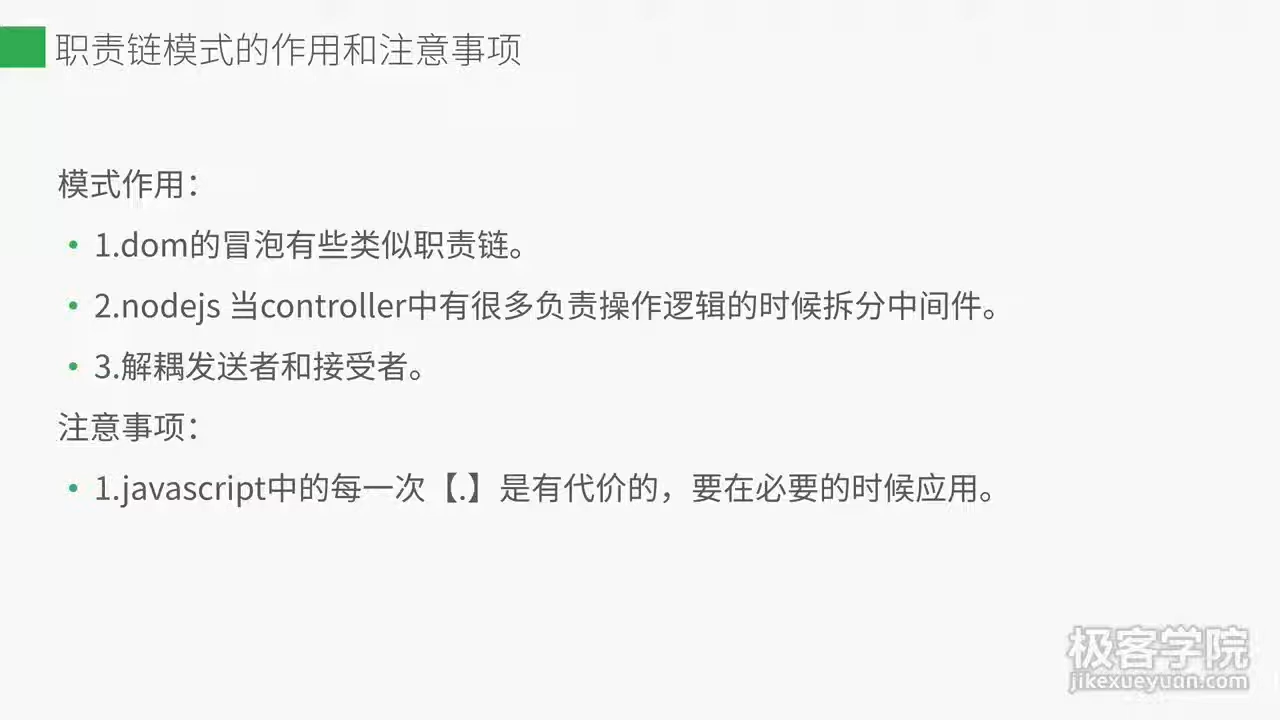 职责链模式的作用和注意事项
模式作用：
1.dom的冒泡有些类似职责链。
2.nodejs 当controller中有很多负责操作逻辑的时候拆分中间件。
3.解耦发送者和接受者。
注意事项：
1.javascript中的每一次【.】是有代价的，要在必要的时候应用。
极客学院
jikexueyuan.com